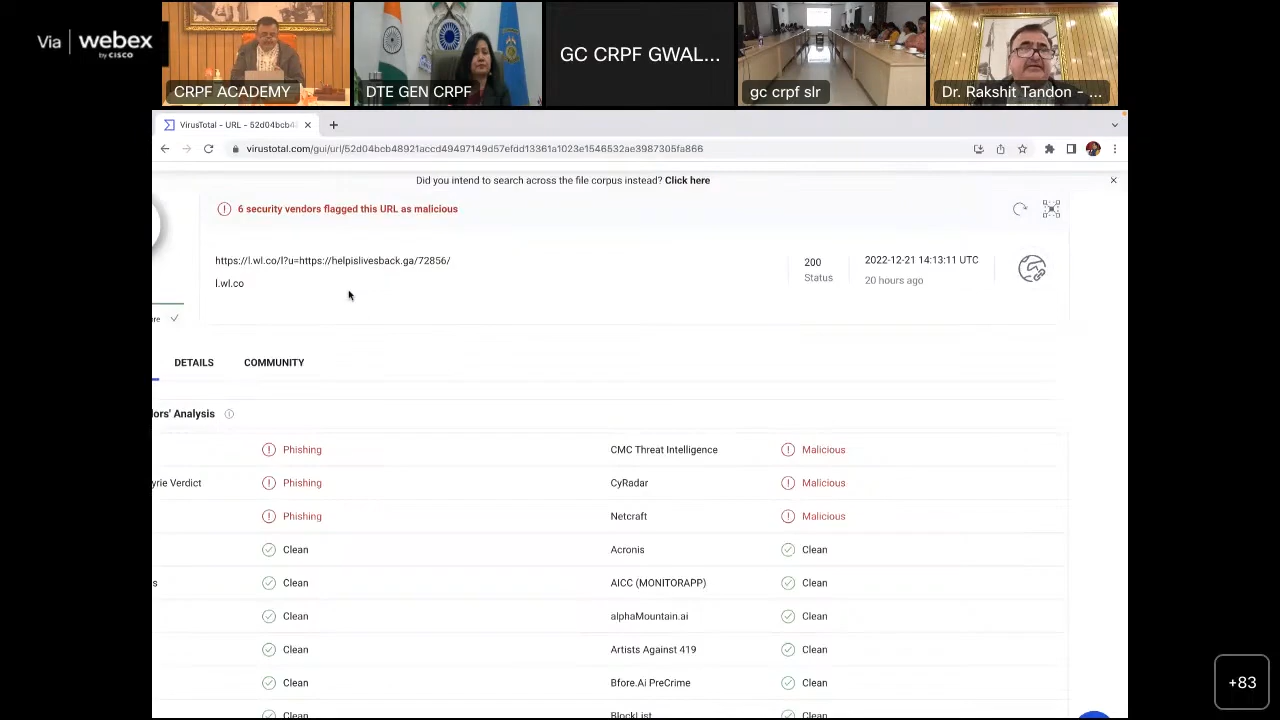 Via | webex
by CISCO
CRPF ACADEMY
DTE GEN CRPF
GC CRPF GWAL...
gc crpf slr
Dr. Rakshit Tandon - ...
VirusTotal - URL - 52d04bcb48
virustotal.com/gui/url/52d04bcb48921accd49497149d57efdd13361a1023e1546532ae3987305fa866
Did you intend to search across the file corpus instead? Click here
6 security vendors flagged this URL as malicious
https://l.wl.co/l?u=https://helpislivesback.ga/72856/
200
2022-12-21 14:13:11 UTC
l.wl.co
Status
20 hours ago
re
DETAILS COMMUNITY
dors' Analysis
Phishing CMC Threat Intelligence Malicious
yrie Verdict Phishing CyRadar Malicious
Phishing Netcraft Malicious
Clean Acronis Clean
s Clean AICC (MONITORAPP) Clean
Clean alphaMountain.ai Clean
Clean Artists Against 419 Clean
Clean Bfore.Ai PreCrime Clean
Clean BlockList Clean
+83